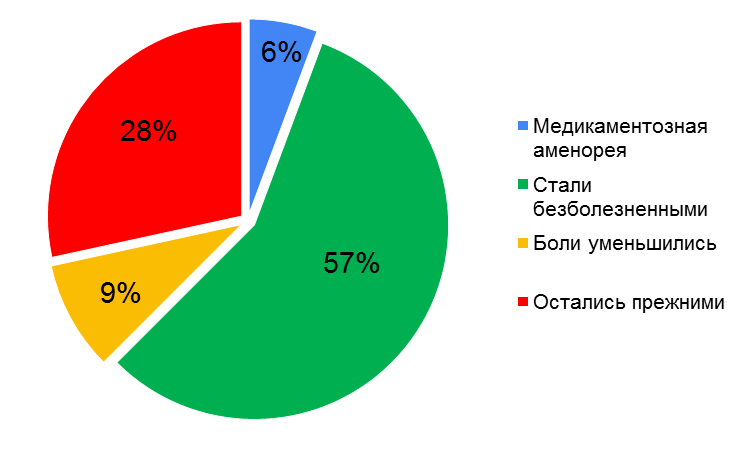 6%
28%
57%
9%
Медикаментозная
аменорея
Стали
безболезненными
Боли уменьшились
Остались прежними